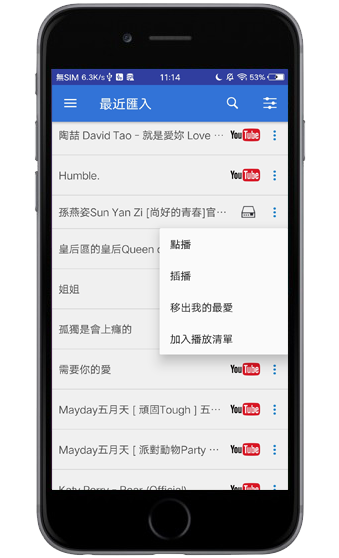 無SIM 6.3K/s 11:14 53%
最近匯入
陶喆 David Tao - 就是愛妳 Love … YouTube
Humble. YouTube
孫燕姿Sun Yan Zi [尚好的青春]官…
皇后區的皇后Queen
點播
插播
移出我的最愛
加入播放清單
姐姐
孤獨是會上癮的
需要你的愛 YouTube
Mayday五月天 [ 頑固Tough ] 五… YouTube
Mayday五月天 [ 派對動物Party … YouTube
Katy Perry - Roar (Official) YouTube